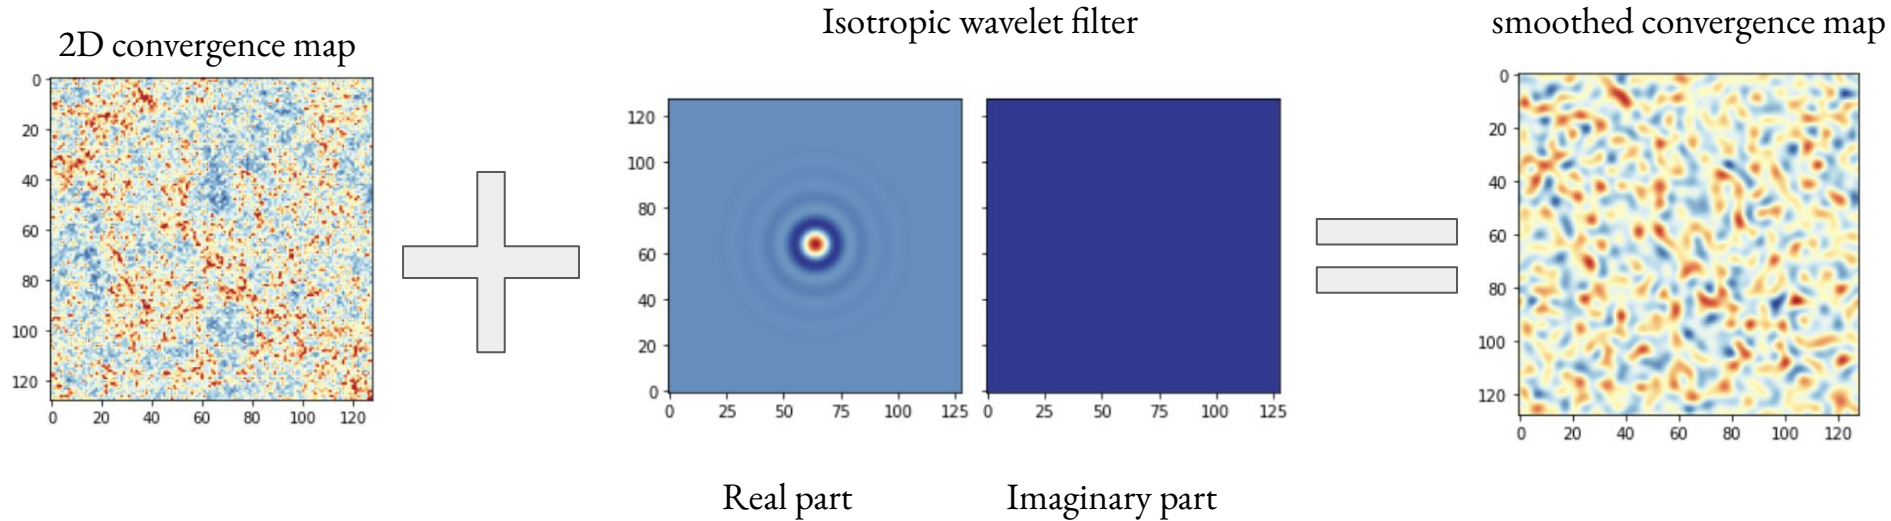 Isotropic wavelet filter
smoothed convergence map
2D convergence map
0
20
40
60
80
100
120
0 20 40 60 80 100 120
120
100
80
60
40
20
0
0 25 50 75 100 125
0 25 50 75 100 125
0
20
40
60
80
100
120
0 20 40 60 80 100 120
Real part
Imaginary part